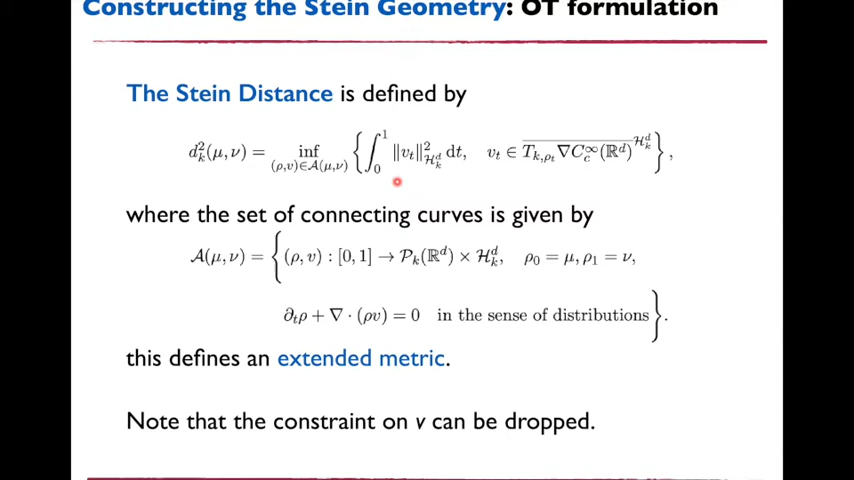 Constructing the Stein Geometry: OT formulation
The Stein Distance is defined by
$d_k^2(\mu,\nu) = \inf_{(\rho,v)\in\mathcal{A}(\mu,\nu)} \left\{ \int_0^1 \|v_t\|_{\mathcal{H}_k^d}^2 \, \mathrm{d}t, \quad v_t \in \overline{T_{k,\rho_t} \nabla C_c^\infty(\mathbb{R}^d)}^{\mathcal{H}_k^d} \right\},$
where the set of connecting curves is given by
$\mathcal{A}(\mu,\nu) = \Big\{ (\rho,v) : [0,1] \to \mathcal{P}_k(\mathbb{R}^d) \times \mathcal{H}_k^d, \quad \rho_0 = \mu, \rho_1 = \nu,$
$\partial_t \rho + \nabla \cdot (\rho v) = 0 \quad \text{in the sense of distributions} \Big\}.$
this defines an extended metric.
Note that the constraint on v can be dropped.